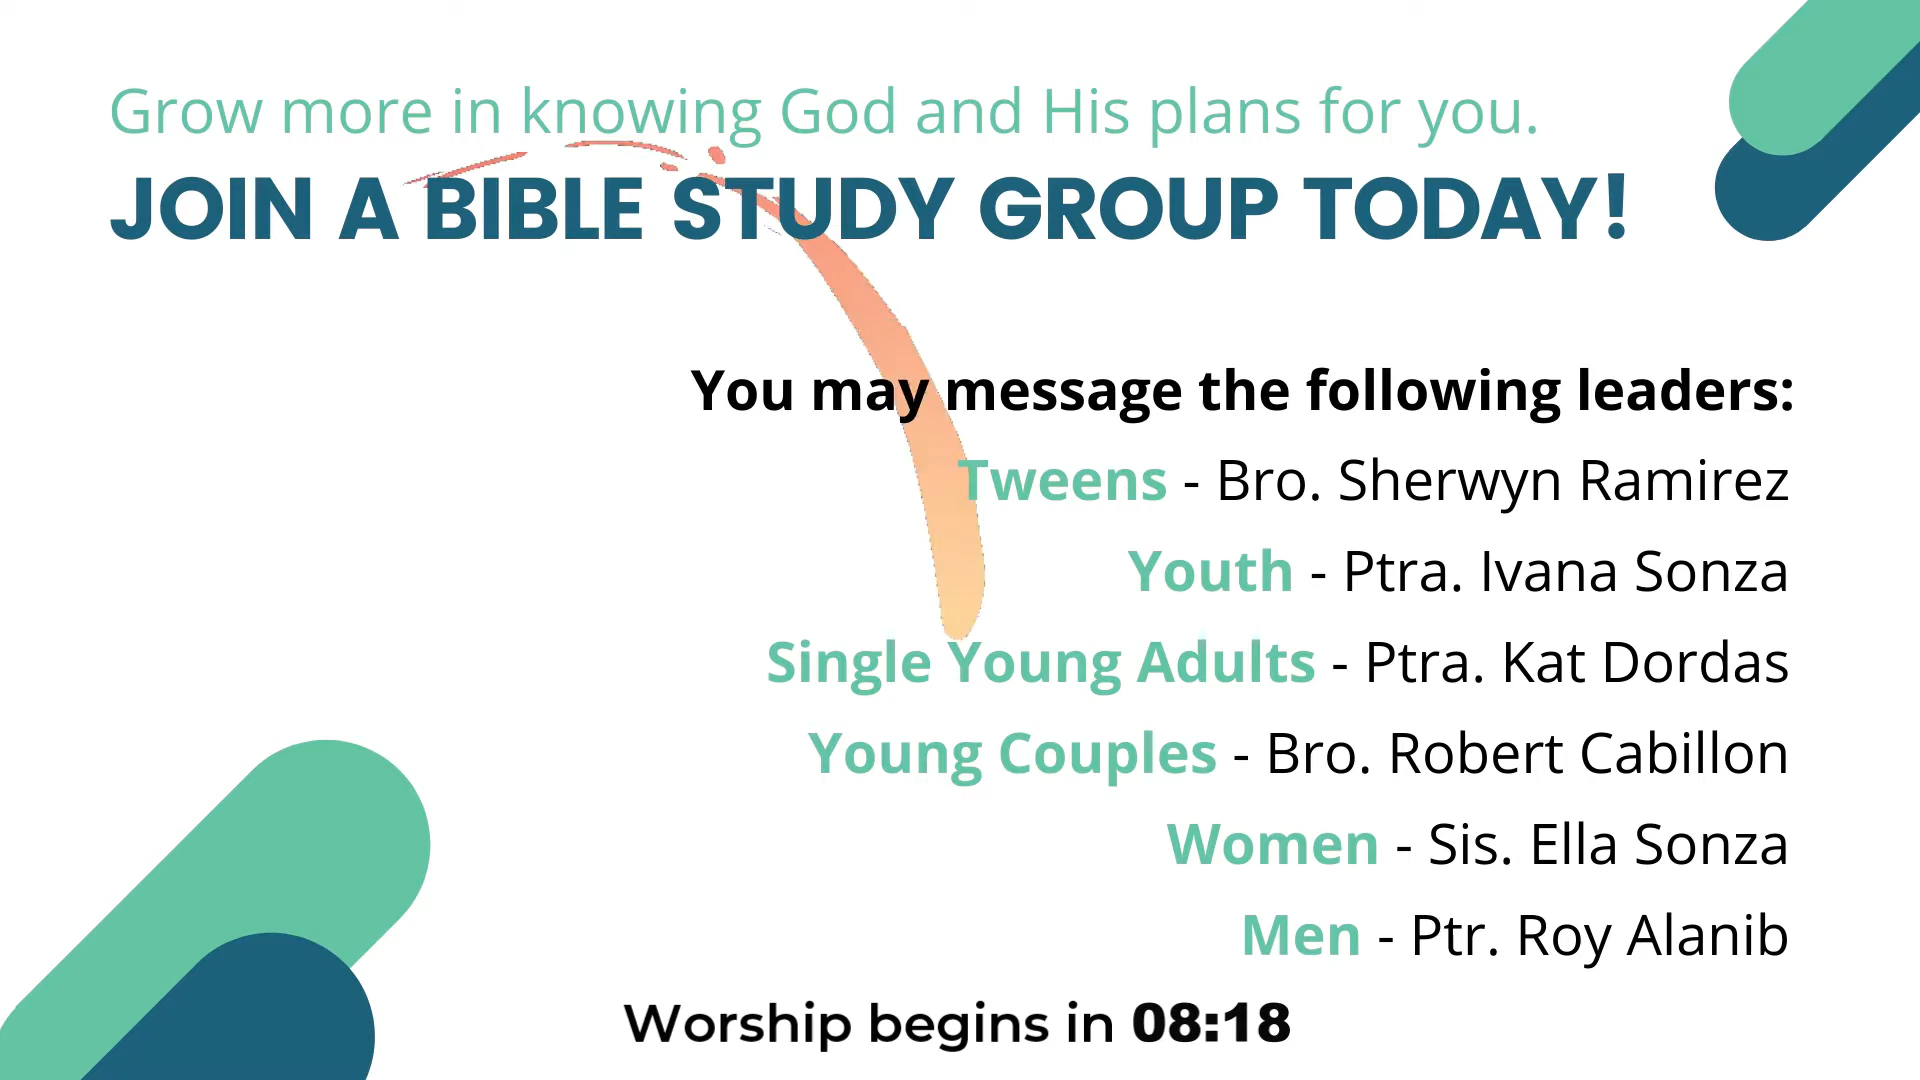 Grow more in knowing God and His plans for you.
JOIN A BIBLE STUDY GROUP TODAY!
You may message the following leaders:
Tweens - Bro. Sherwyn Ramirez
Youth - Ptra. Ivana Sonza
Single Young Adults - Ptra. Kat Dordas
Young Couples - Bro. Robert Cabillon
Women - Sis. Ella Sonza
Men - Ptr. Roy Alanib
Worship begins in 08:18